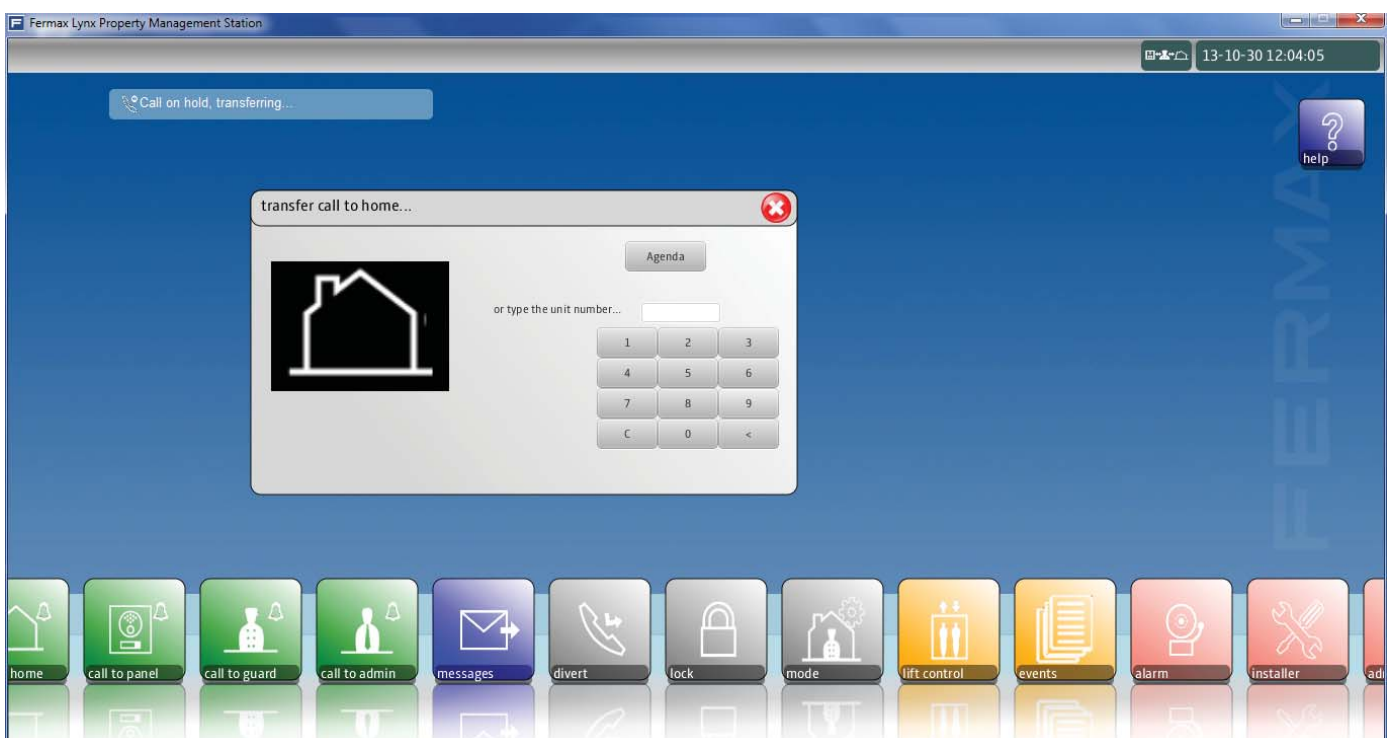 Fermax Lynx Property Management Station
13-10-30 12:04:05
Call on hold, transferring...
help
transfer call to home...
Agenda
or type the unit number...
1 2 3
4 5 6
7 8 9
C 0 <
FERMAX
home call to panel call to guard call to admin messages divert lock mode lift control events alarm installer adr